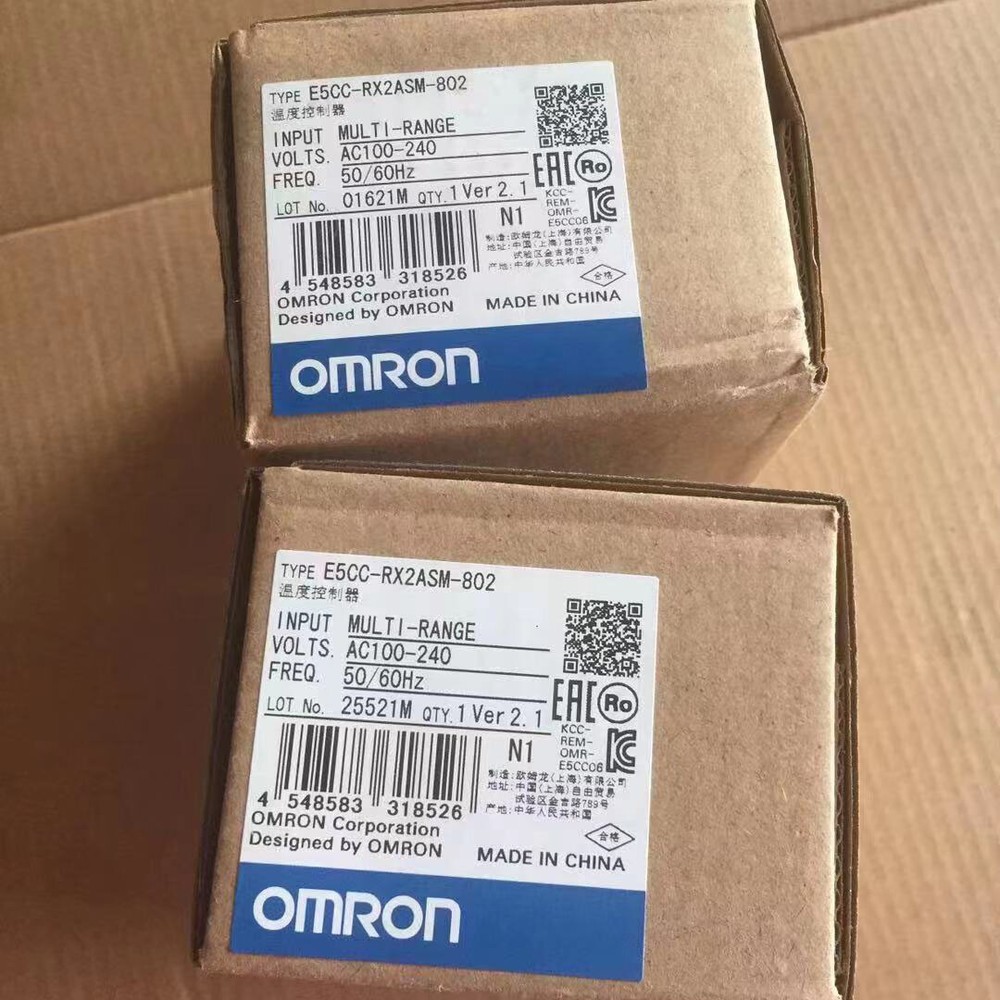 TYPE E5CC-RX2ASM-802
温度控制器
INPUT MULTI-RANGE
VOLTS. AC100-240
FREQ. 50/60Hz
LOT No. 01621M QTY. 1 Ver 2.1
EAC Ro
KCC-
REM-
OMR-
E5CC06
N1
制造:欧姆龙(上海)有限公司
地址:中国(上海)自由贸易
试验区金吉路789号
产地:中华人民共和国
合格
4 548583 318526
OMRON Corporation
Designed by OMRON
MADE IN CHINA
OMRON
TYPE E5CC-RX2ASM-802
温度控制器
INPUT MULTI-RANGE
VOLTS. AC100-240
FREQ. 50/60Hz
LOT No. 25521M QTY. 1 Ver 2.1
EAC Ro
KCC-
REM-
OMR-
E5CC06
N1
制造:欧姆龙(上海)有限公司
地址:中国(上海)自由贸易
试验区金吉路789号
产地:中华人民共和国
合格
4 548583 318526
OMRON Corporation
Designed by OMRON
MADE IN CHINA
OMRON